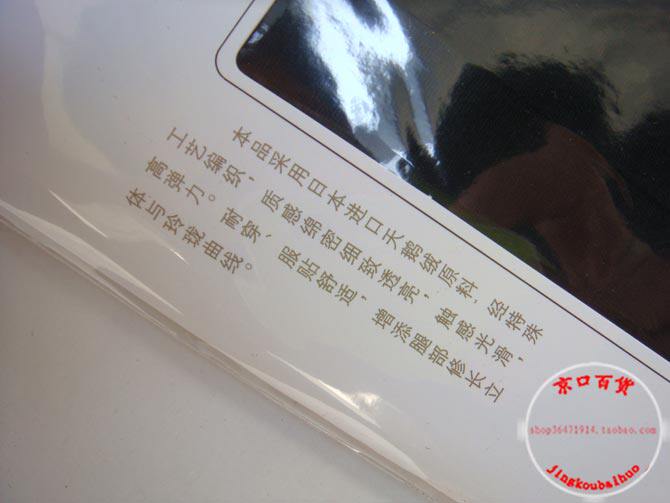 本品采用日本进口天鹅绒原料，经特殊
工艺编织，质感绵密细致透亮，触感光滑，
高弹力。耐穿、服贴舒适，增添腿部修长立
体与玲珑曲线。
京口百货
shop36471914.taobao.com
Jingkoubaihuo